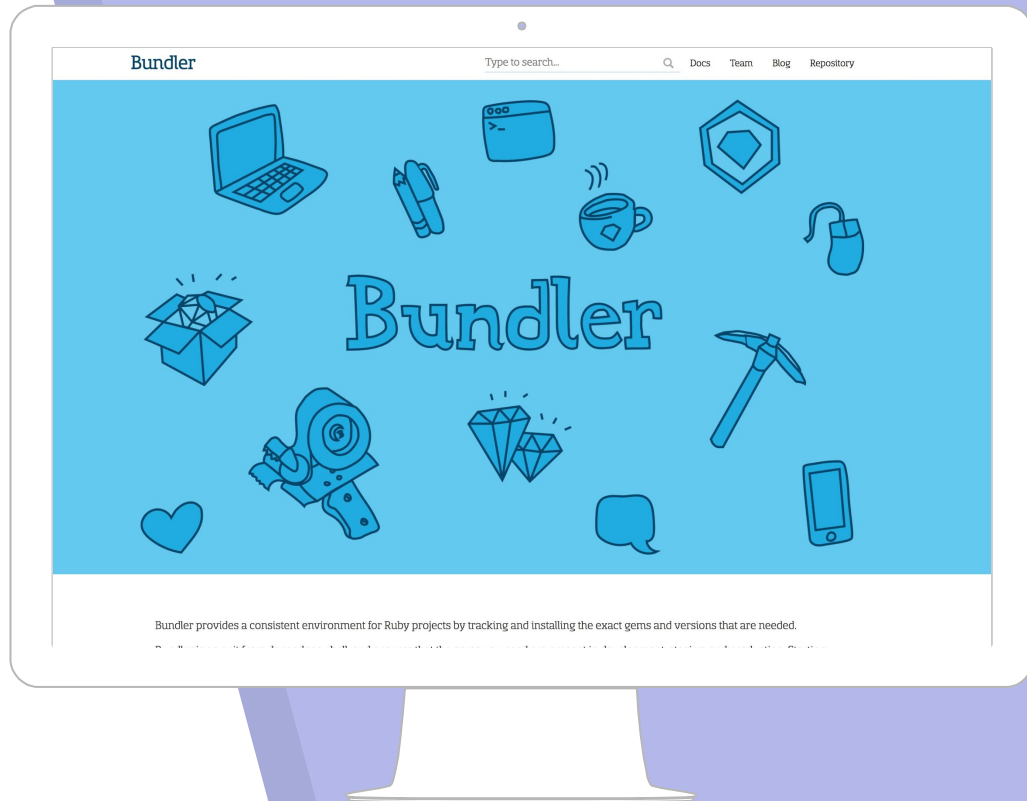 Bundler
Type to search...
Docs Team Blog Repository
>_
Bundler
Bundler provides a consistent environment for Ruby projects by tracking and installing the exact gems and versions that are needed.